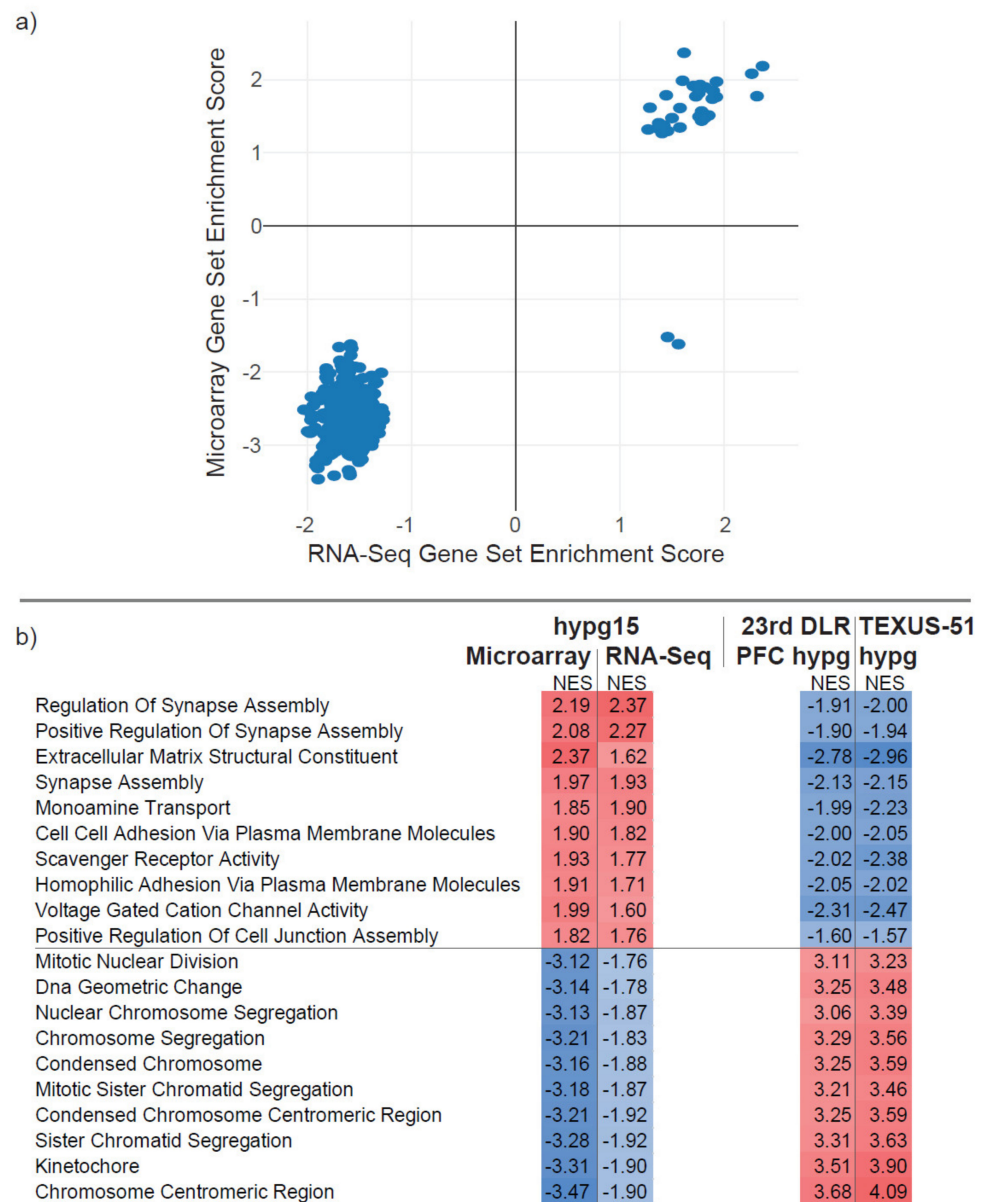 a)
Microarray Gene Set Enrichment Score
2
1
0
-1
-2
-3
-2 -1 0 1 2
RNA-Seq Gene Set Enrichment Score
b)
hypg15 23rd DLR TEXUS-51
Microarray RNA-Seq PFC hypg hypg
NES NES NES NES
Regulation Of Synapse Assembly 2.19 2.37 -1.91 -2.00
Positive Regulation Of Synapse Assembly 2.08 2.27 -1.90 -1.94
Extracellular Matrix Structural Constituent 2.37 1.62 -2.78 -2.96
Synapse Assembly 1.97 1.93 -2.13 -2.15
Monoamine Transport 1.85 1.90 -1.99 -2.23
Cell Cell Adhesion Via Plasma Membrane Molecules 1.90 1.82 -2.00 -2.05
Scavenger Receptor Activity 1.93 1.77 -2.02 -2.38
Homophilic Adhesion Via Plasma Membrane Molecules 1.91 1.71 -2.05 -2.02
Voltage Gated Cation Channel Activity 1.99 1.60 -2.31 -2.47
Positive Regulation Of Cell Junction Assembly 1.82 1.76 -1.60 -1.57
Mitotic Nuclear Division -3.12 -1.76 3.11 3.23
Dna Geometric Change -3.14 -1.78 3.25 3.48
Nuclear Chromosome Segregation -3.13 -1.87 3.06 3.39
Chromosome Segregation -3.21 -1.83 3.29 3.56
Condensed Chromosome -3.16 -1.88 3.25 3.59
Mitotic Sister Chromatid Segregation -3.18 -1.87 3.21 3.46
Condensed Chromosome Centromeric Region -3.21 -1.92 3.25 3.59
Sister Chromatid Segregation -3.28 -1.92 3.31 3.63
Kinetochore -3.31 -1.90 3.51 3.90
Chromosome Centromeric Region -3.47 -1.90 3.68 4.09